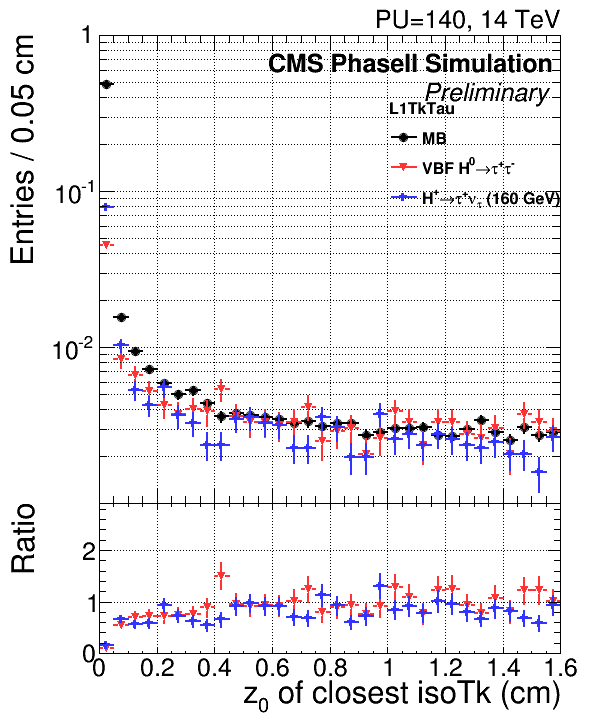 PU=140, 14 TeV
CMS PhaseII Simulation
Preliminary
L1TkTau
MB
VBF H⁰→τ⁺τ⁻
H⁺→τ⁺ντ (160 GeV)
Entries / 0.05 cm
1
10⁻¹
10⁻²
Ratio
2
1
0
0 0.2 0.4 0.6 0.8 1 1.2 1.4 1.6
z₀ of closest isoTk (cm)